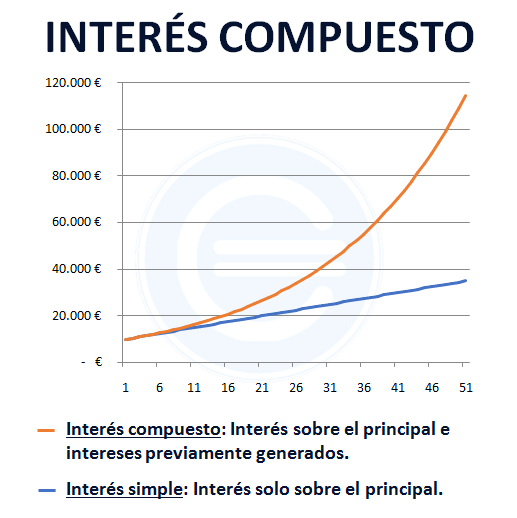 INTERÉS COMPUESTO
120.000 €
100.000 €
80.000 €
60.000 €
40.000 €
20.000 €
- €
1 6 11 16 21 26 31 36 41 46 51
Interés compuesto: Interés sobre el principal e
intereses previamente generados.
Interés simple: Interés solo sobre el principal.